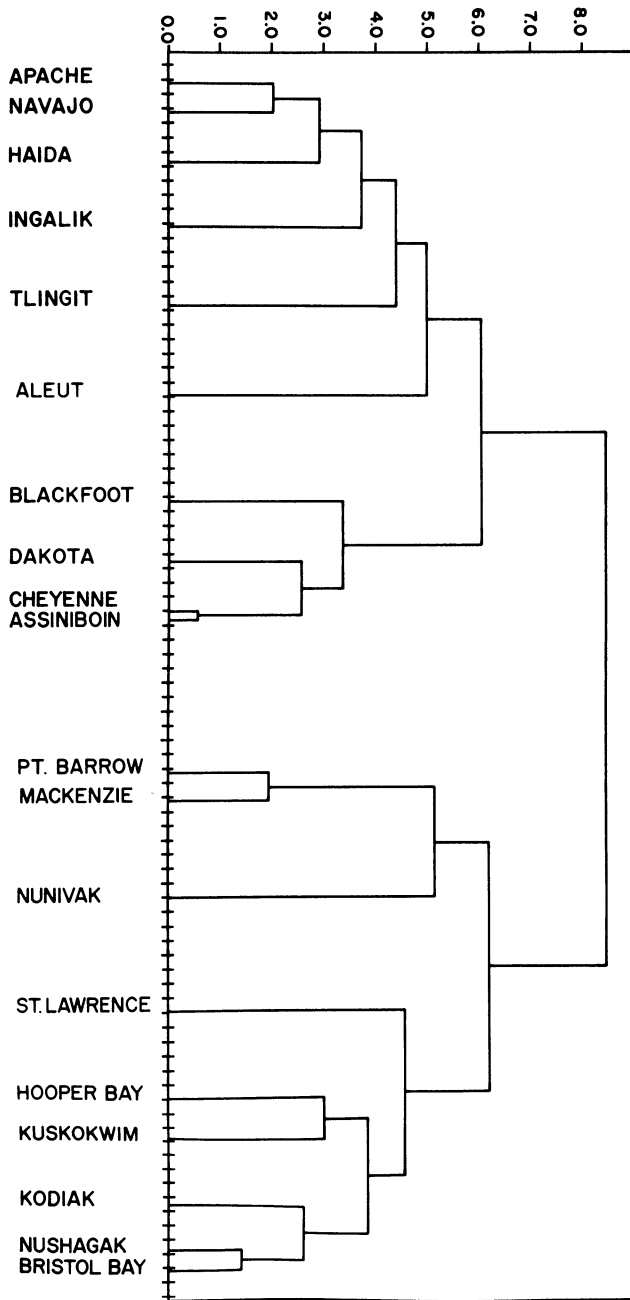 0.0 1.0 2.0 3.0 4.0 5.0 6.0 7.0 8.0
APACHE
NAVAJO
HAIDA
INGALIK
TLINGIT
ALEUT
BLACKFOOT
DAKOTA
CHEYENNE
ASSINIBOIN
PT. BARROW
MACKENZIE
NUNIVAK
ST. LAWRENCE
HOOPER BAY
KUSKOKWIM
KODIAK
NUSHAGAK
BRISTOL BAY